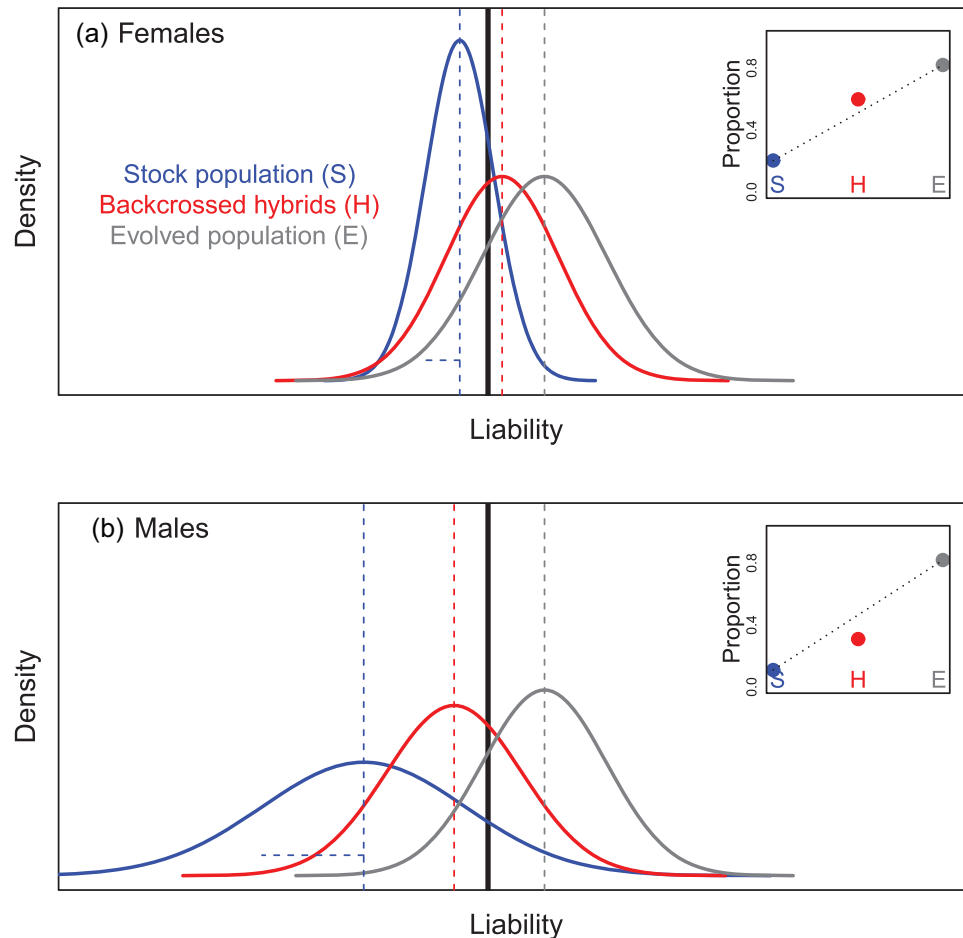 (a) Females
Density
Stock population (S)
Backcrossed hybrids (H)
Evolved population (E)
Proportion
0.8
0.4
0.0
S
H
E
Liability
(b) Males
Density
Proportion
0.8
0.4
0.0
S
H
E
Liability